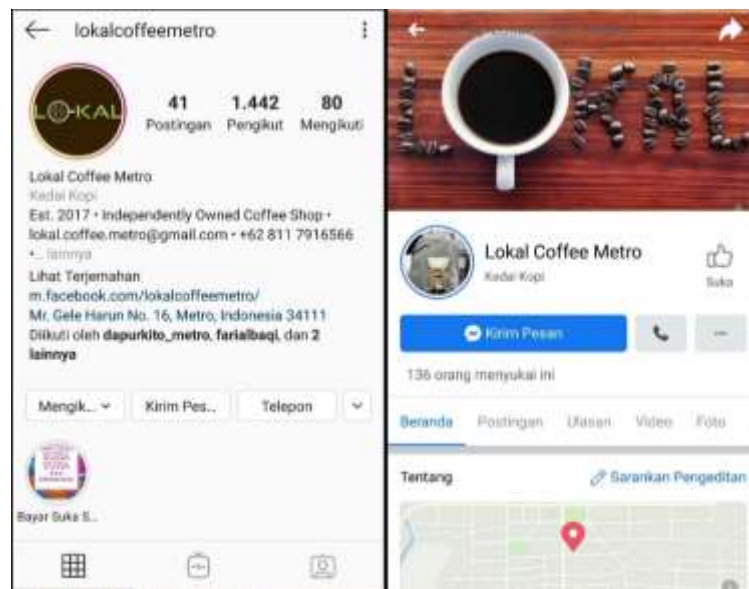 lokalcoffeemetro
LO-KAL
41 1.442 80
Postingan Pengikut Mengikuti
Lokal Coffee Metro
Kedai Kopi
Est. 2017 • Independently Owned Coffee Shop •
lokal.coffee.metro@gmail.com • +62 811 7916566
•... lainnya
Lihat Terjemahan
m.facebook.com/lokalcoffeemetro/
Mr. Gele Harun No. 16, Metro, Indonesia 34111
Diikuti oleh dapurkito_metro, farialbaqi, dan 2
lainnya
Mengik... Kirim Pes... Telepon
Bayar Suka S...
LOKAL
Lokal Coffee Metro
Kedai Kopi
Suka
Kirim Pesan
136 orang menyukai ini
Beranda Postingan Ulasan Video Foto
Tentang Sarankan Pengeditan